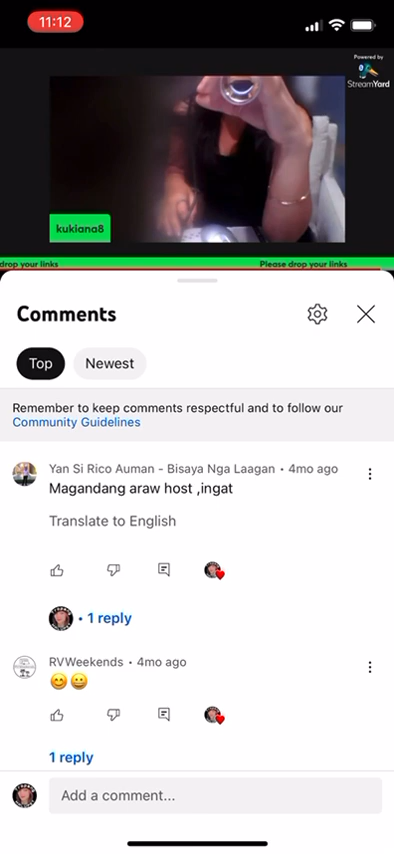 11:12
Powered by
StreamYard
kukiana8
drop your links
Please drop your links
Comments
Top
Newest
Remember to keep comments respectful and to follow our
Community Guidelines
Yan Si Rico Auman - Bisaya Nga Laagan • 4mo ago
Magandang araw host ,ingat
Translate to English
• 1 reply
RVWeekends • 4mo ago
😊😀
1 reply
Add a comment...